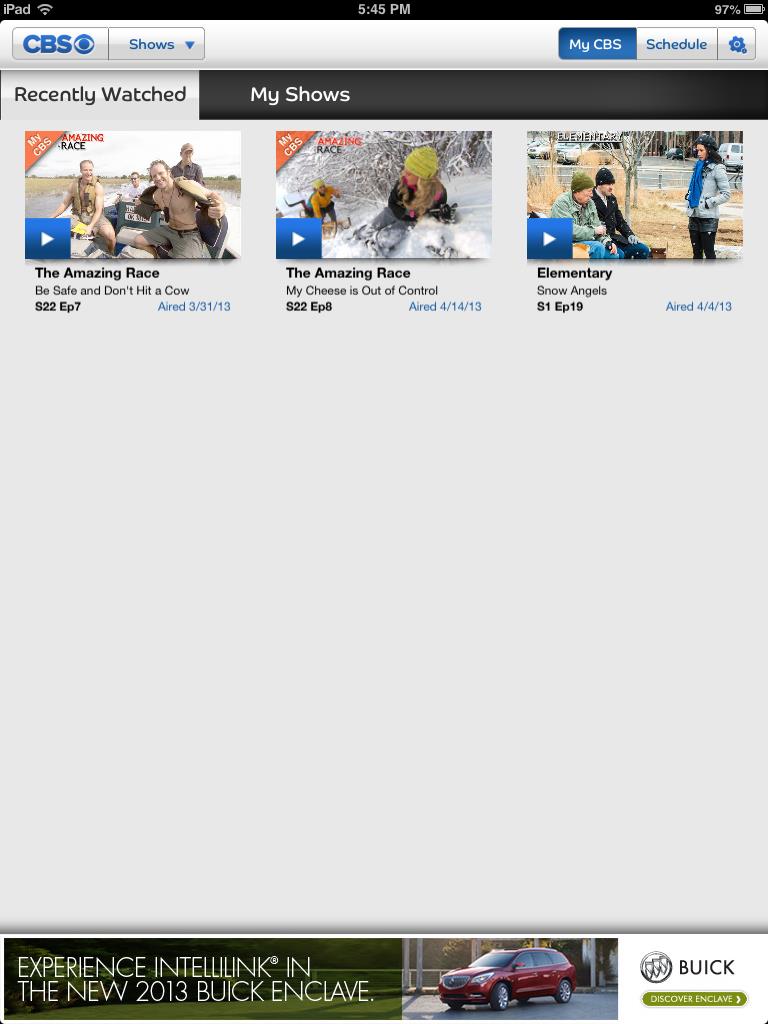 iPad 5:45 PM 97%
CBS Shows My CBS Schedule
Recently Watched My Shows
My CBS
AMAZING RACE
My CBS
AMAZING RACE
ELEMENTARY
The Amazing Race
Be Safe and Don't Hit a Cow
S22 Ep7 Aired 3/31/13
The Amazing Race
My Cheese is Out of Control
S22 Ep8 Aired 4/14/13
Elementary
Snow Angels
S1 Ep19 Aired 4/4/13
EXPERIENCE INTELLILINK® IN
THE NEW 2013 BUICK ENCLAVE.
BUICK
DISCOVER ENCLAVE